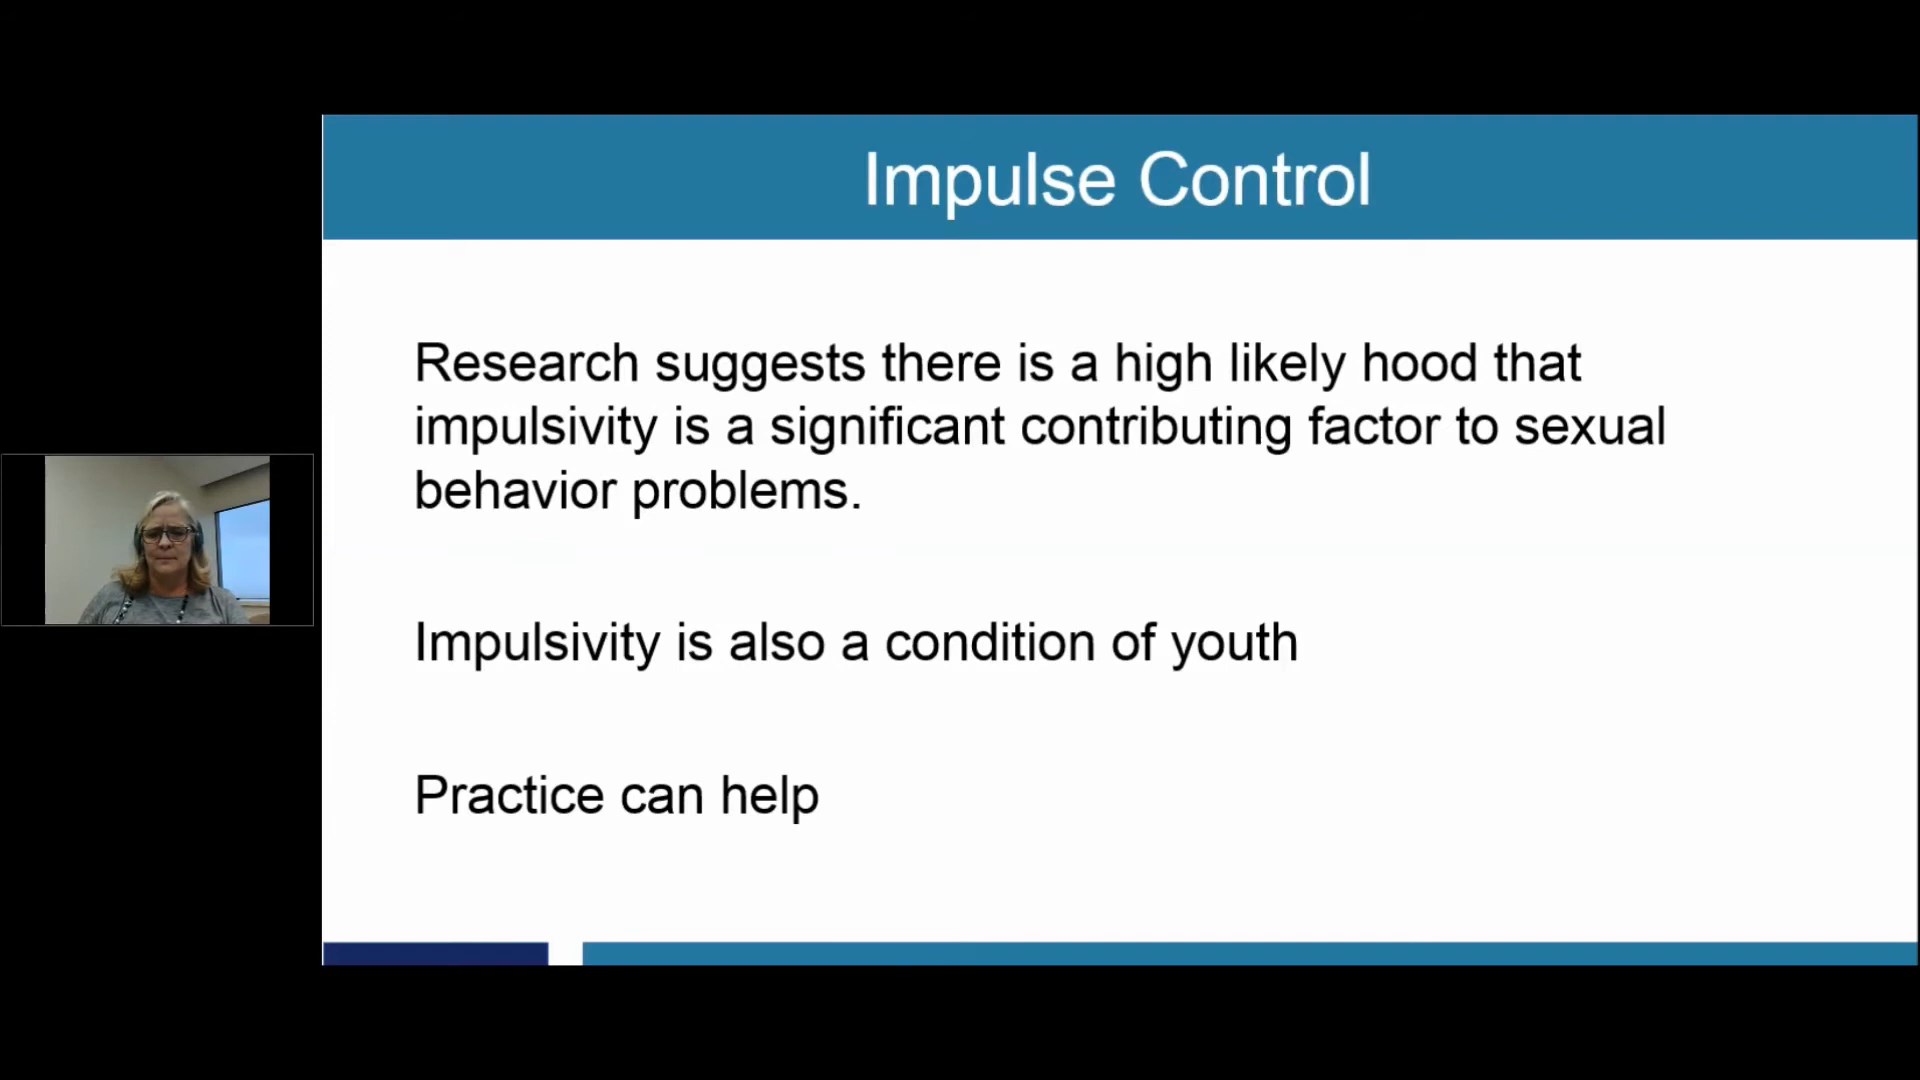 Impulse Control
Research suggests there is a high likely hood that
impulsivity is a significant contributing factor to sexual
behavior problems.
Impulsivity is also a condition of youth
Practice can help